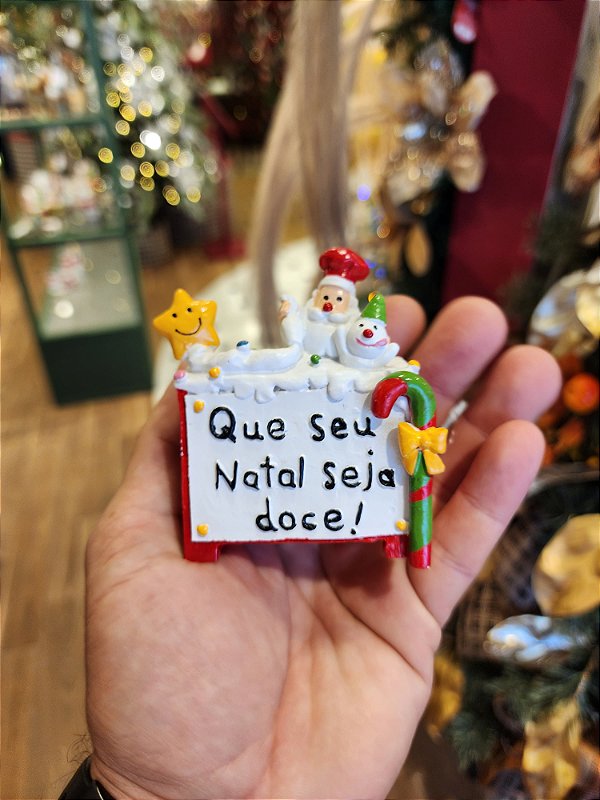 Que seu
Natal seja
doce!